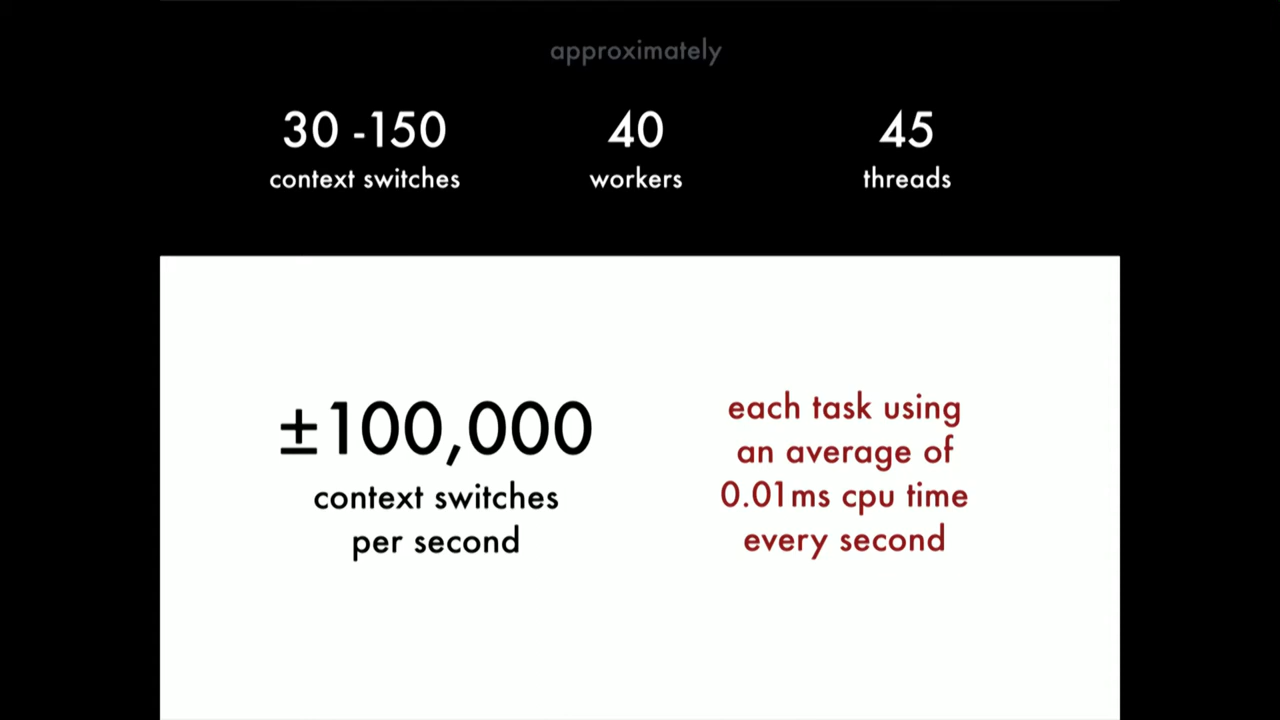 approximately
30 -150 40 45
context switches workers threads
±100,000
context switches
per second
each task using
an average of
0.01ms cpu time
every second